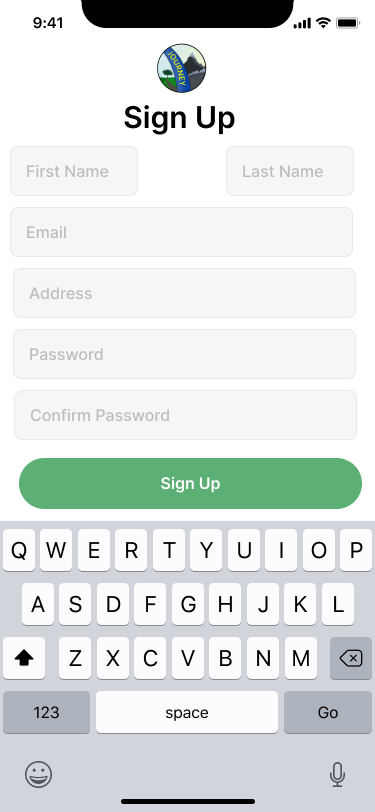 9:41
JOURNEY
Sign Up
First Name Last Name
Email
Address
Password
Confirm Password
Sign Up
Q W E R T Y U I O P
A S D F G H J K L
Z X C V B N M
123 space Go